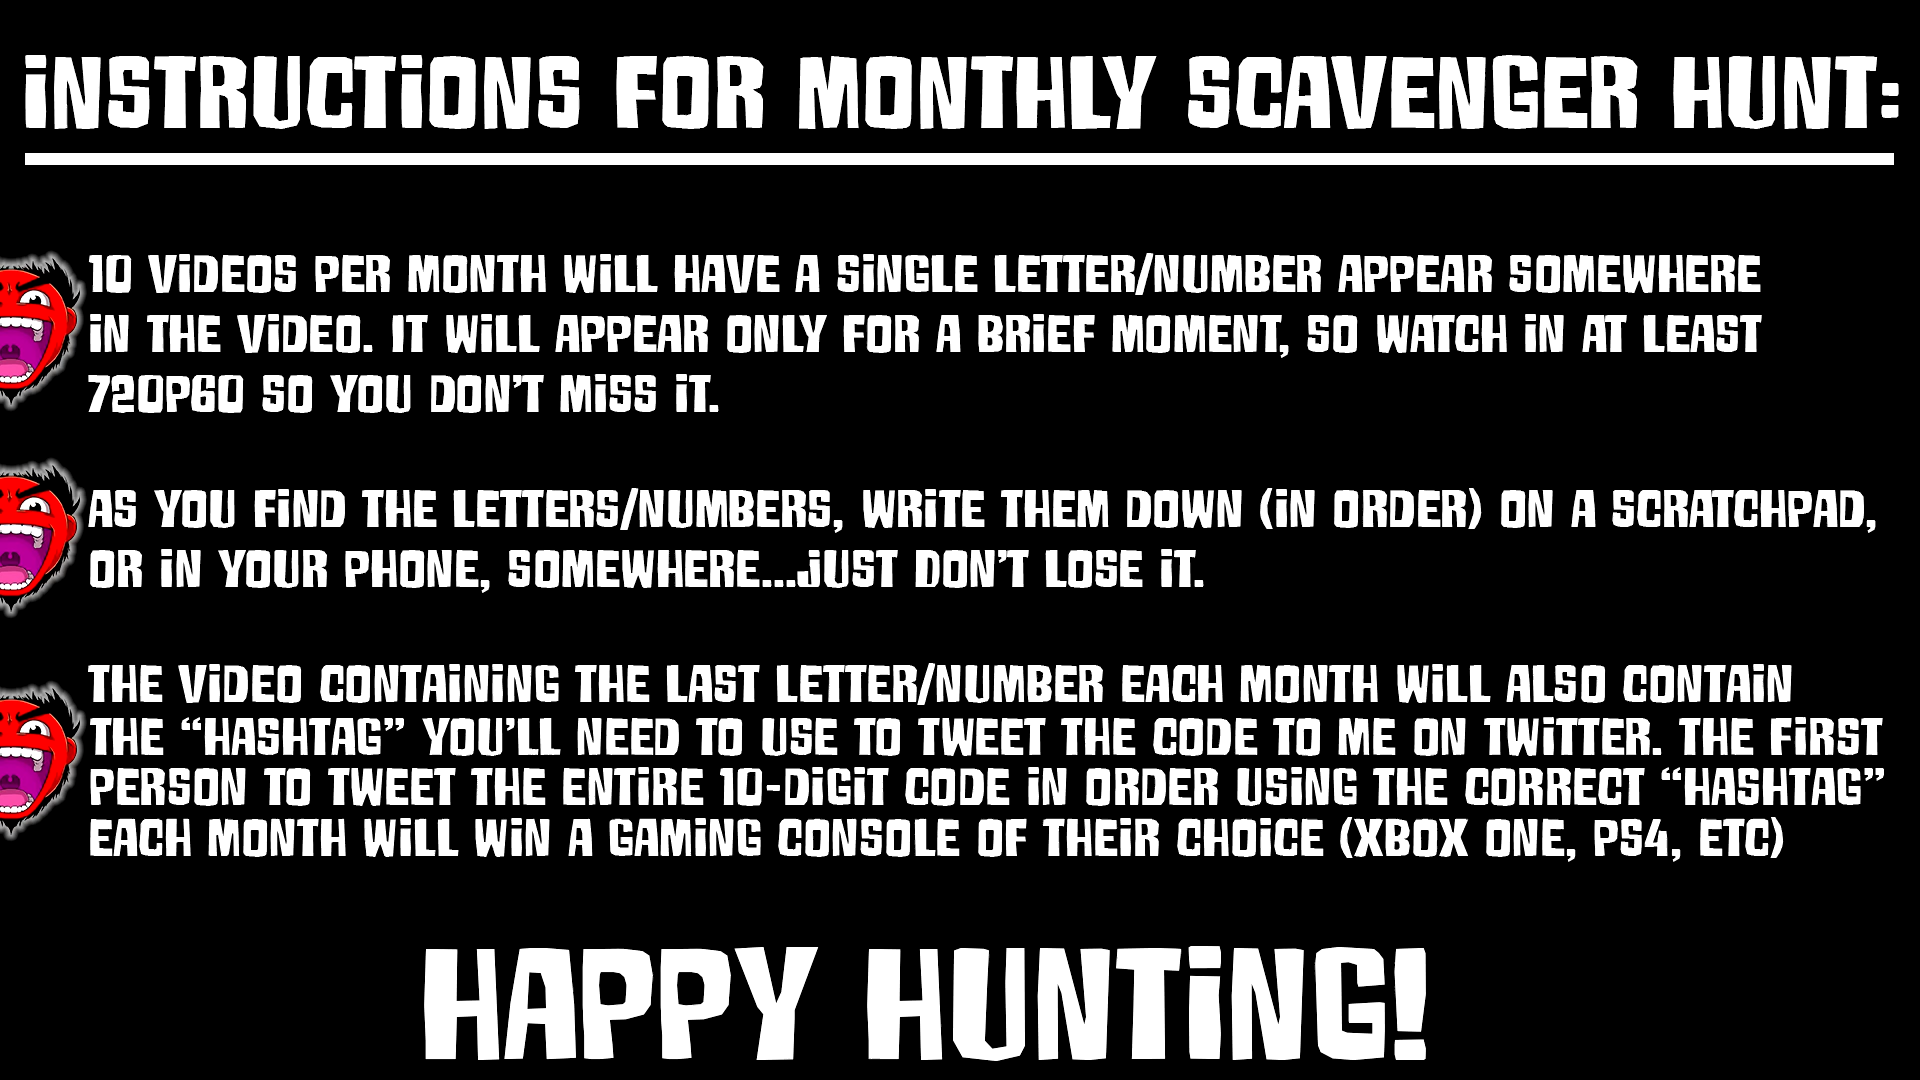 INSTRUCTIONS FOR MONTHLY SCAVENGER HUNT:
10 VIDEOS PER MONTH WILL HAVE A SINGLE LETTER/NUMBER APPEAR SOMEWHERE
IN THE VIDEO. IT WILL APPEAR ONLY FOR A BRIEF MOMENT, SO WATCH IN AT LEAST
720P60 SO YOU DON'T MISS IT.
AS YOU FIND THE LETTERS/NUMBERS, WRITE THEM DOWN (IN ORDER) ON A SCRATCHPAD,
OR IN YOUR PHONE, SOMEWHERE...JUST DON'T LOSE IT.
THE VIDEO CONTAINING THE LAST LETTER/NUMBER EACH MONTH WILL ALSO CONTAIN
THE “HASHTAG” YOU'LL NEED TO USE TO TWEET THE CODE TO ME ON TWITTER. THE FIRST
PERSON TO TWEET THE ENTIRE 10-DIGIT CODE IN ORDER USING THE CORRECT “HASHTAG”
EACH MONTH WILL WIN A GAMING CONSOLE OF THEIR CHOICE (XBOX ONE, PS4, ETC)
HAPPY HUNTING!